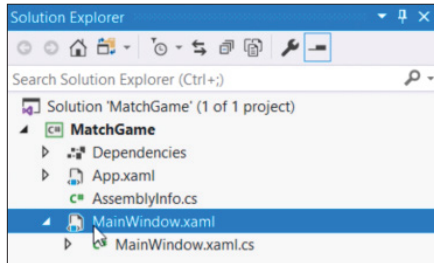 Solution Explorer
Search Solution Explorer (Ctrl+;)
Solution 'MatchGame' (1 of 1 project)
C# MatchGame
Dependencies
App.xaml
C# AssemblyInfo.cs
MainWindow.xaml
MainWindow.xaml.cs